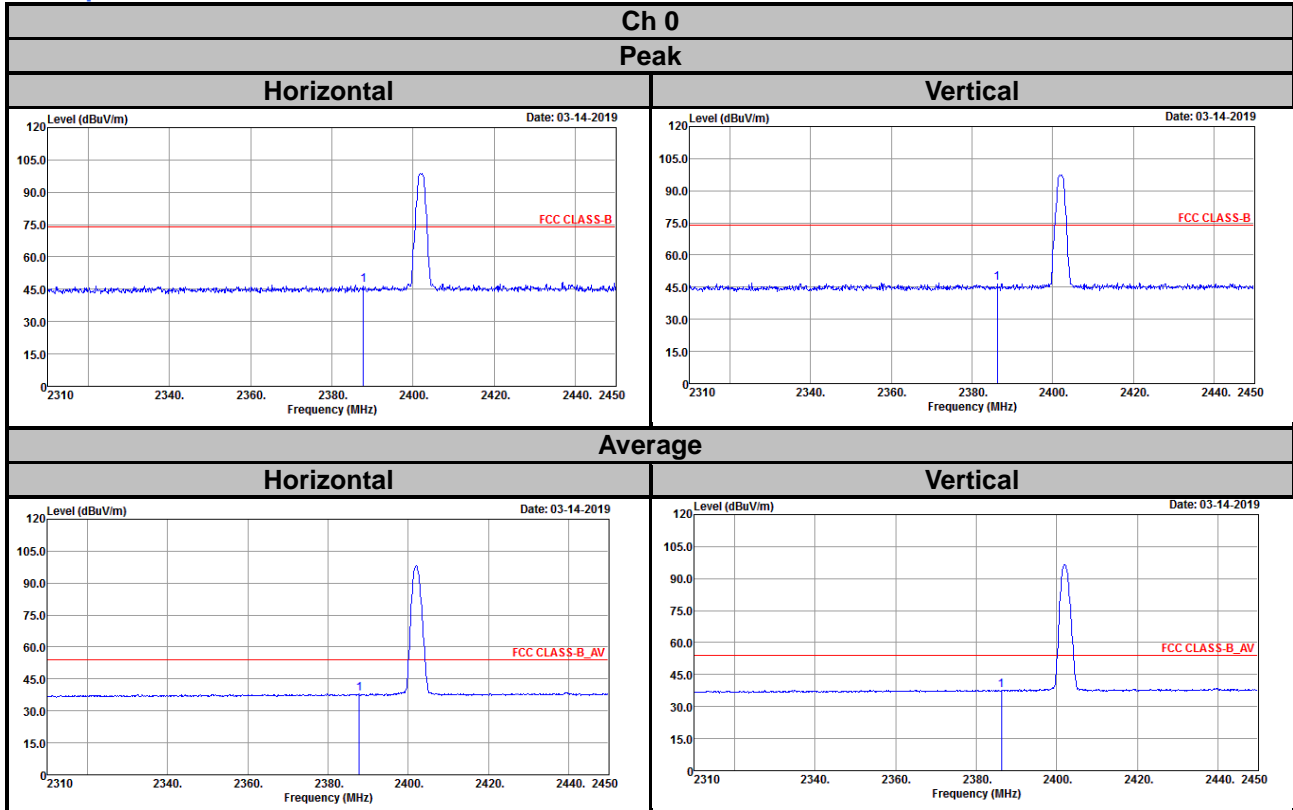 Ch 0
Peak
Horizontal
Vertical
Level (dBuV/m)
Date: 03-14-2019
120
105.0
90.0
75.0
60.0
45.0
30.0
15.0
0
FCC CLASS-B
1
2310 2340. 2360. 2380. 2400. 2420. 2440. 2450
Frequency (MHz)
Level (dBuV/m)
Date: 03-14-2019
120
105.0
90.0
75.0
60.0
45.0
30.0
15.0
0
FCC CLASS-B
1
2310 2340. 2360. 2380. 2400. 2420. 2440. 2450
Frequency (MHz)
Average
Horizontal
Vertical
Level (dBuV/m)
Date: 03-14-2019
120
105.0
90.0
75.0
60.0
45.0
30.0
15.0
0
FCC CLASS-B_AV
1
2310 2340. 2360. 2380. 2400. 2420. 2440. 2450
Frequency (MHz)
Level (dBuV/m)
Date: 03-14-2019
120
105.0
90.0
75.0
60.0
45.0
30.0
15.0
0
FCC CLASS-B_AV
1
2310 2340. 2360. 2380. 2400. 2420. 2440. 2450
Frequency (MHz)